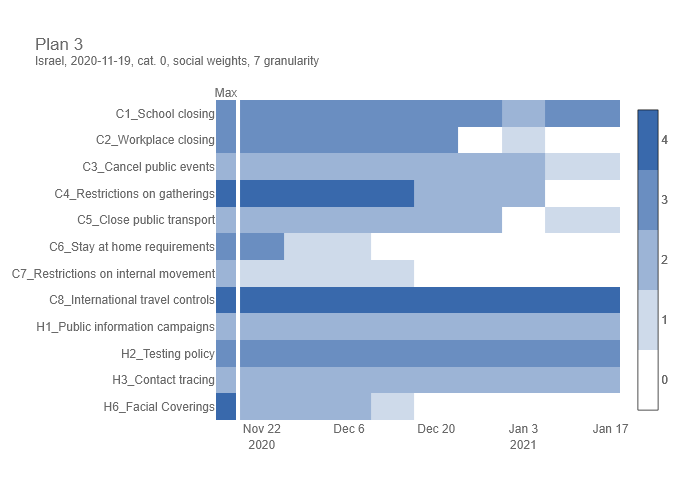 Plan 3
Israel, 2020-11-19, cat. 0, social weights, 7 granularity
Max
C1_School closing
C2_Workplace closing
C3_Cancel public events
C4_Restrictions on gatherings
C5_Close public transport
C6_Stay at home requirements
C7_Restrictions on internal movement
C8_International travel controls
H1_Public information campaigns
H2_Testing policy
H3_Contact tracing
H6_Facial Coverings
4
3
2
1
0
Nov 22 Dec 6 Dec 20 Jan 3 Jan 17
2020 2021